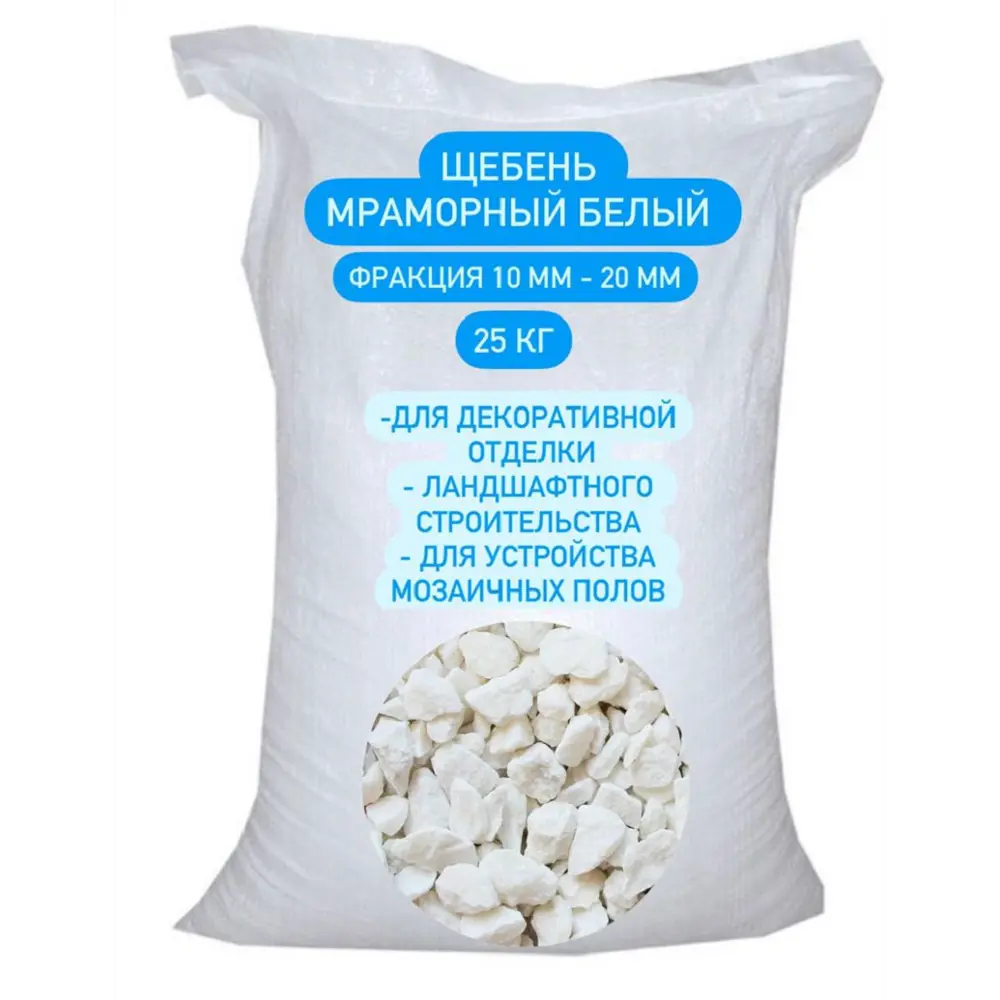 ЩЕБЕНЬ
МРАМОРНЫЙ БЕЛЫЙ
ФРАКЦИЯ 10 ММ - 20 ММ
25 КГ
-ДЛЯ ДЕКОРАТИВНОЙ
ОТДЕЛКИ
- ЛАНДШАФТНОГО
СТРОИТЕЛЬСТВА
- ДЛЯ УСТРОЙСТВА
МОЗАИЧНЫХ ПОЛОВ